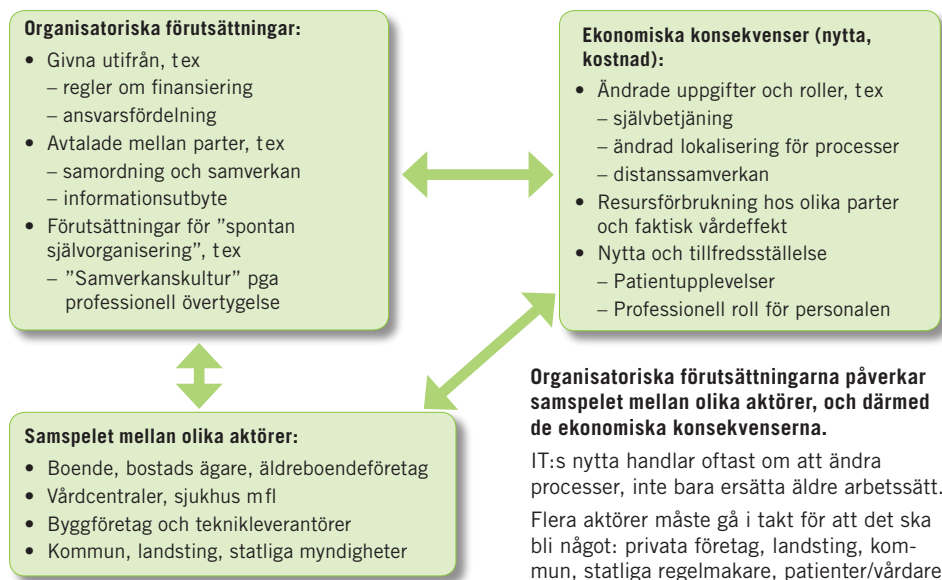 Organisatoriska förutsättningar:
• Givna utifrån, t ex
– regler om finansiering
– ansvarsfördelning
• Avtalade mellan parter, t ex
– samordning och samverkan
– informationsutbyte
• Förutsättningar för ”spontan
självorganisering”, t ex
– ”Samverkanskultur” pga
professionell övertygelse
Ekonomiska konsekvenser (nytta,
kostnad):
• Ändrade uppgifter och roller, t ex
– självbetjäning
– ändrad lokalisering för processer
– distanssamverkan
• Resursförbrukning hos olika parter
och faktisk vårdeffekt
• Nytta och tillfredsställelse
– Patientupplevelser
– Professionell roll för personalen
Samspelet mellan olika aktörer:
• Boende, bostads ägare, äldreboendeföretag
• Vårdcentraler, sjukhus m fl
• Byggföretag och teknikleverantörer
• Kommun, landsting, statliga myndigheter
Organisatoriska förutsättningarna påverkar
samspelet mellan olika aktörer, och därmed
de ekonomiska konsekvenserna.
IT:s nytta handlar oftast om att ändra
processer, inte bara ersätta äldre arbetssätt.
Flera aktörer måste gå i takt för att det ska
bli något: privata företag, landsting, kom-
mun, statliga regelmakare, patienter/vårdare